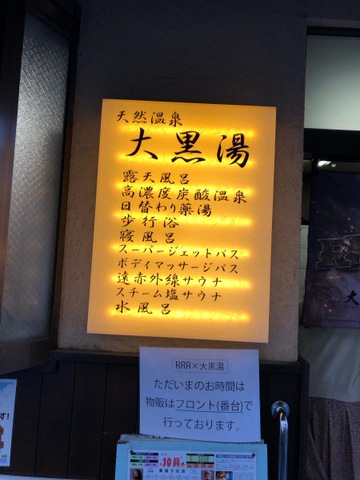 天然温泉
大黒湯
露天風呂
高濃度炭酸温泉
日替わり薬湯
歩行浴
寝風呂
スーパージェットバス
ボディマッサージバス
遠赤外線サウナ
スチーム塩サウナ
水風呂
RRR×大黒湯
ただいまのお時間は
物販はフロント(番台)で
行っております。
10月
す!
大